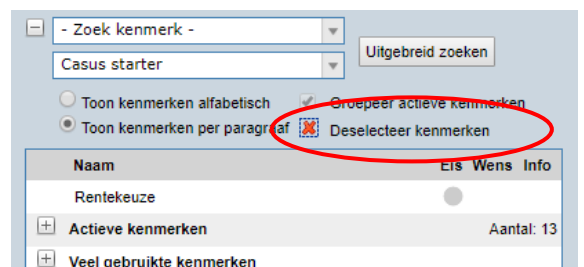 - Zoek kenmerk -
Uitgebreid zoeken
Casus starter
Toon kenmerken alfabetisch Groepeer actieve kenmerken
Toon kenmerken per paragraaf Deselecteer kenmerken
Naam Eis Wens Info
Rentekeuze
Actieve kenmerken Aantal: 13
Veel gebruikte kenmerken